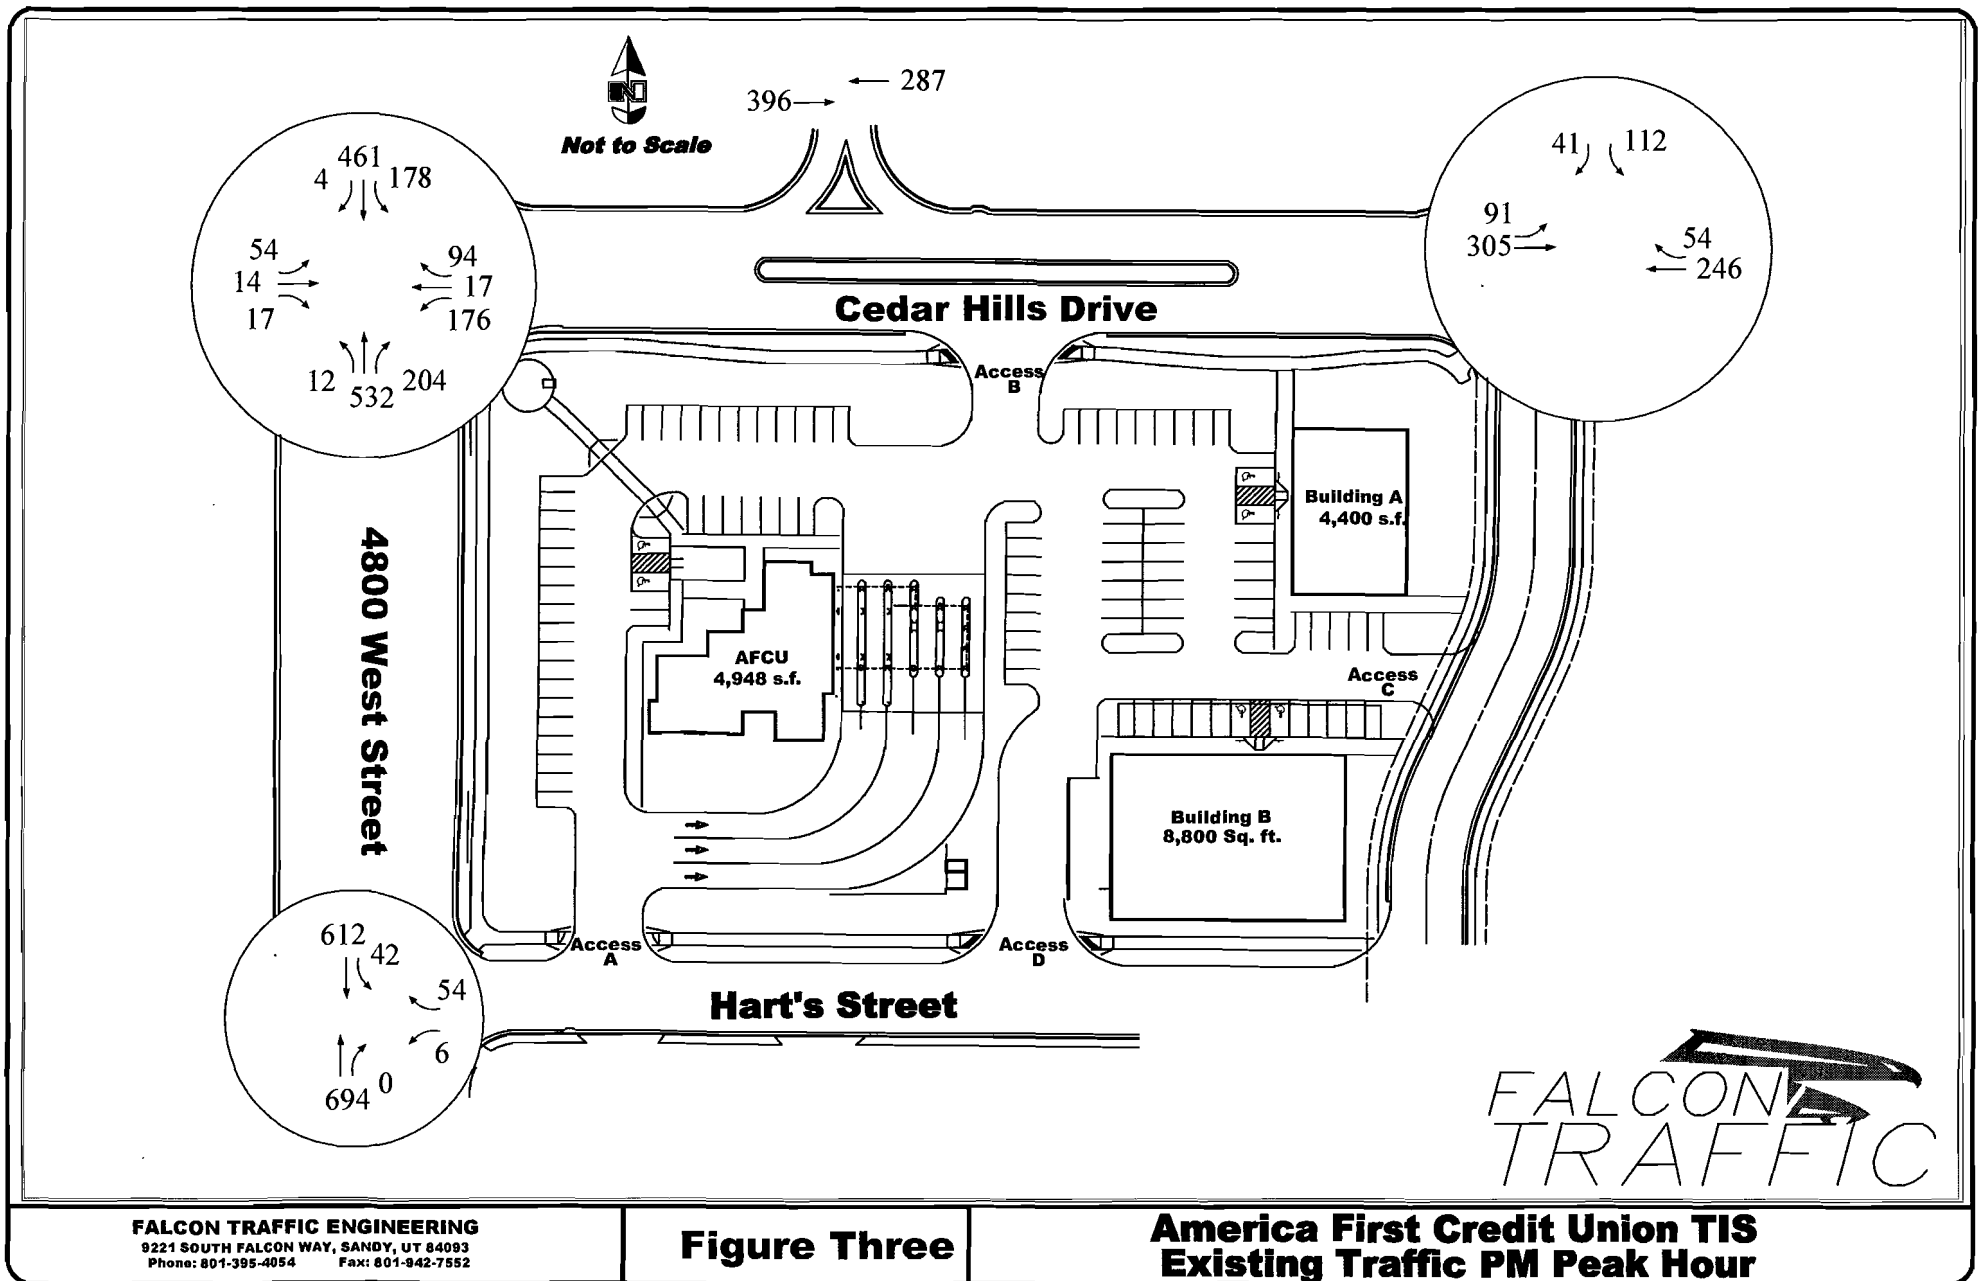 396 287
Not to Scale
461
4 178
54 94
14 17
17 176
12 532 204
41 112
91
305
54
246
Cedar Hills Drive
Access
B
4800 West Street
Building A
4,400 s.f.
AFCU
4,948 s.f.
Access
C
Building B
8,800 Sq. ft.
612
42
54
6
694 0
Access
A
Access
D
Hart's Street
FALCON
TRAFFIC
FALCON TRAFFIC ENGINEERING
9221 SOUTH FALCON WAY, SANDY, UT 84093
Phone: 801-395-4054 Fax: 801-942-7552
Figure Three
America First Credit Union TIS
Existing Traffic PM Peak Hour